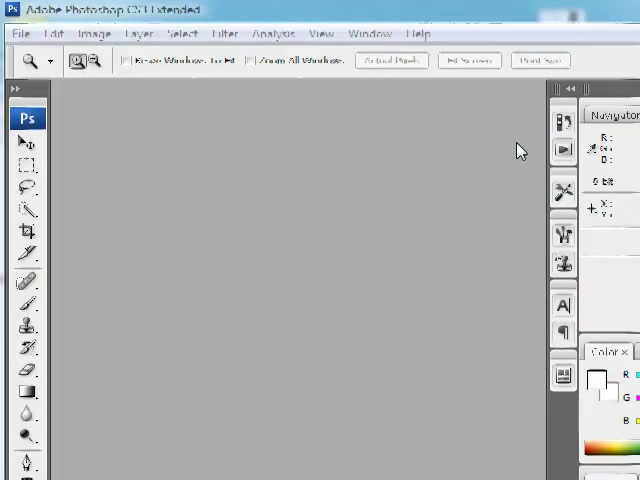 Ps Adobe Photoshop CS3 Extended
File Edit Image Layer Select Filter Analysis View Window Help
Resize Windows To Fit Zoom All Windows Actual Pixels Fit Screen Print Size
Ps
Navigator
R :
G :
B :
8 bit
X :
Y :
A
Color ×
R
G
B